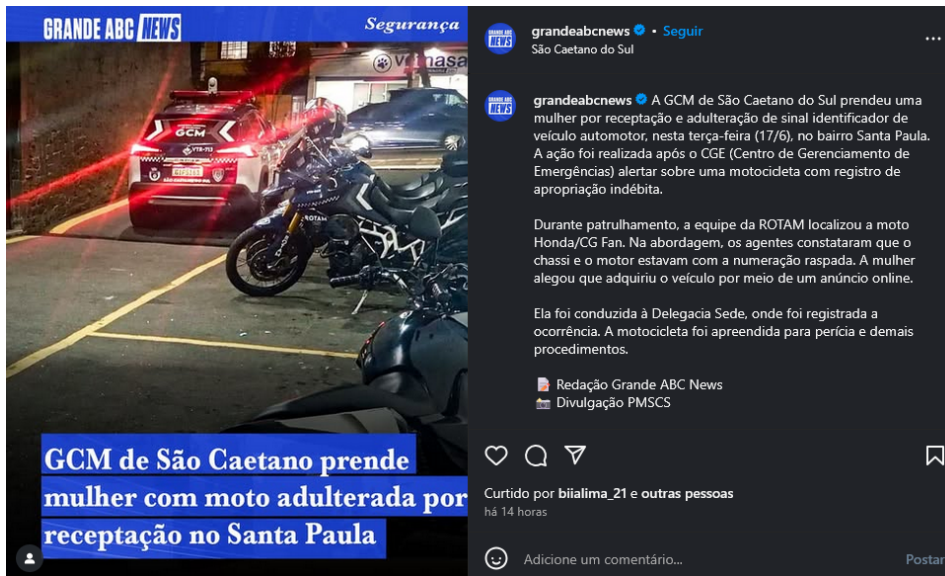 GRANDE ABC NEWS
Segurança
GCM
VTR-713
ROTAM
GCM de São Caetano prende
mulher com moto adulterada por
receptação no Santa Paula
grandeabcnews • Seguir
São Caetano do Sul
grandeabcnews A GCM de São Caetano do Sul prendeu uma
mulher por receptação e adulteração de sinal identificador de
veículo automotor, nesta terça-feira (17/6), no bairro Santa Paula.
A ação foi realizada após o CGE (Centro de Gerenciamento de
Emergências) alertar sobre uma motocicleta com registro de
apropriação indébita.
Durante patrulhamento, a equipe da ROTAM localizou a moto
Honda/CG Fan. Na abordagem, os agentes constataram que o
chassi e o motor estavam com a numeração raspada. A mulher
alegou que adquiriu o veículo por meio de um anúncio online.
Ela foi conduzida à Delegacia Sede, onde foi registrada a
ocorrência. A motocicleta foi apreendida para perícia e demais
procedimentos.
Redação Grande ABC News
Divulgação PMSCS
Curtido por biialima_21 e outras pessoas
há 14 horas
Adicione um comentário...
Postar